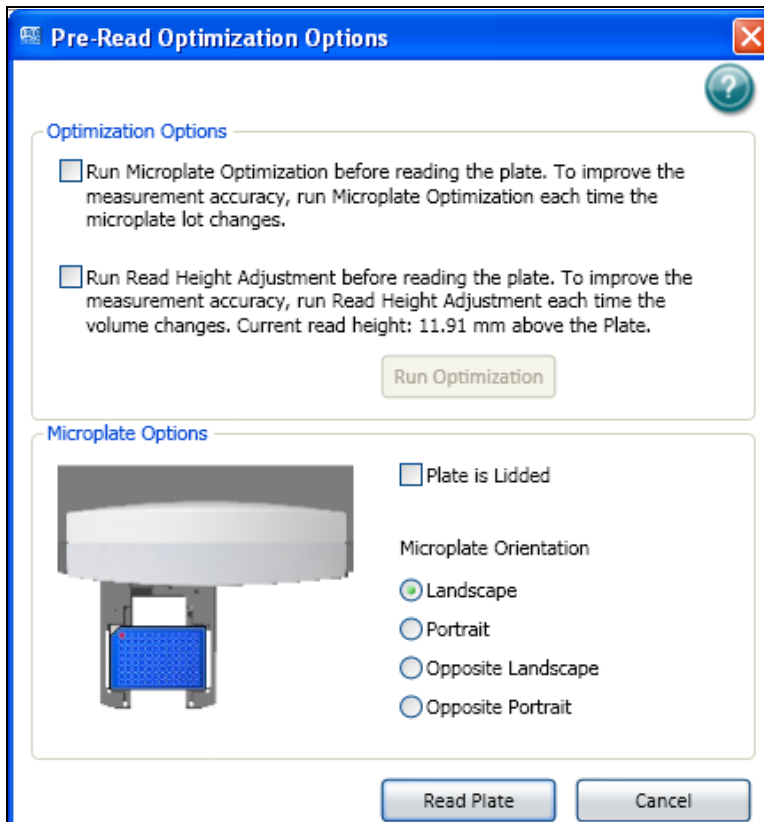 Pre-Read Optimization Options
Optimization Options
Run Microplate Optimization before reading the plate. To improve the
measurement accuracy, run Microplate Optimization each time the
microplate lot changes.
Run Read Height Adjustment before reading the plate. To improve the
measurement accuracy, run Read Height Adjustment each time the
volume changes. Current read height: 11.91 mm above the Plate.
Run Optimization
Microplate Options
Plate is Lidded
Microplate Orientation
Landscape
Portrait
Opposite Landscape
Opposite Portrait
Read Plate
Cancel